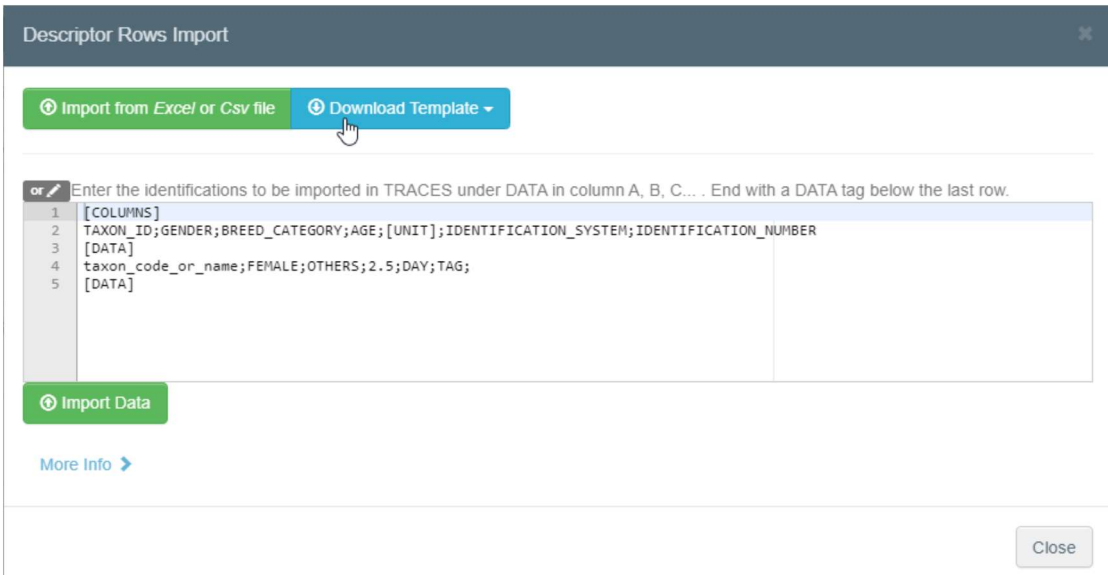 Descriptor Rows Import
Import from Excel or Csv file Download Template
or Enter the identifications to be imported in TRACES under DATA in column A, B, C... . End with a DATA tag below the last row.
1 [COLUMNS]
2 TAXON_ID;GENDER;BREED_CATEGORY;AGE;[UNIT];IDENTIFICATION_SYSTEM;IDENTIFICATION_NUMBER
3 [DATA]
4 taxon_code_or_name;FEMALE;OTHERS;2.5;DAY;TAG;
5 [DATA]
Import Data
More Info
Close